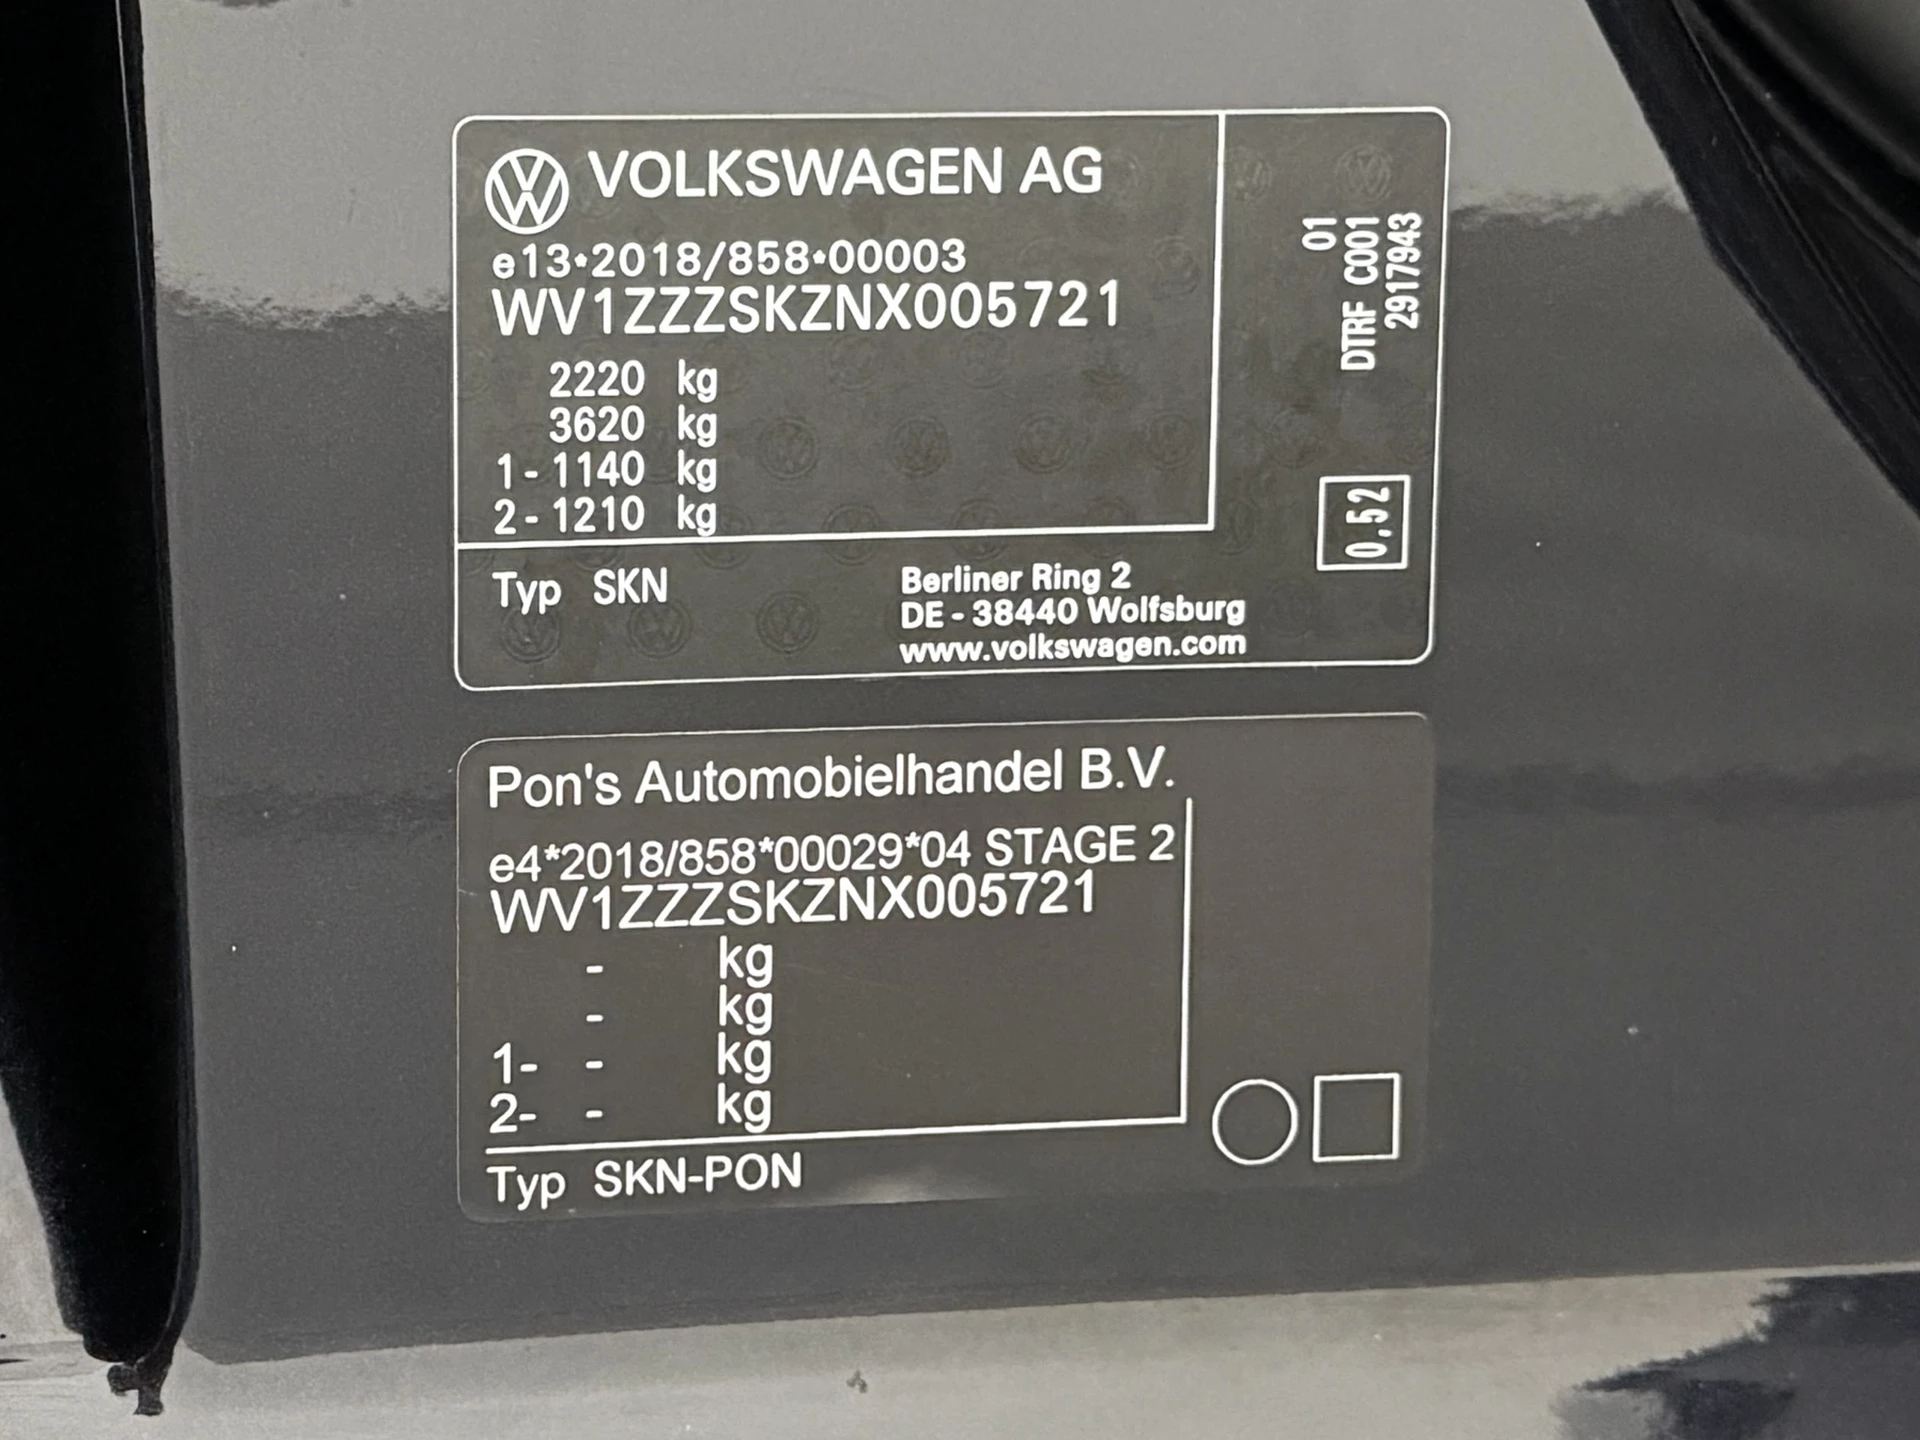 VOLKSWAGEN AG
e13*2018/858*00003
WV1ZZZSKZNX005721
2220 kg
3620 kg
1 - 1140 kg
2 - 1210 kg
Typ SKN
Berliner Ring 2
DE - 38440 Wolfsburg
www.volkswagen.com
01
DTRF C001
2917943
0,52
Pon's Automobielhandel B.V.
e4*2018/858*00029*04 STAGE 2
WV1ZZZSKZNX005721
- kg
- kg
1- - kg
2- - kg
Typ SKN-PON